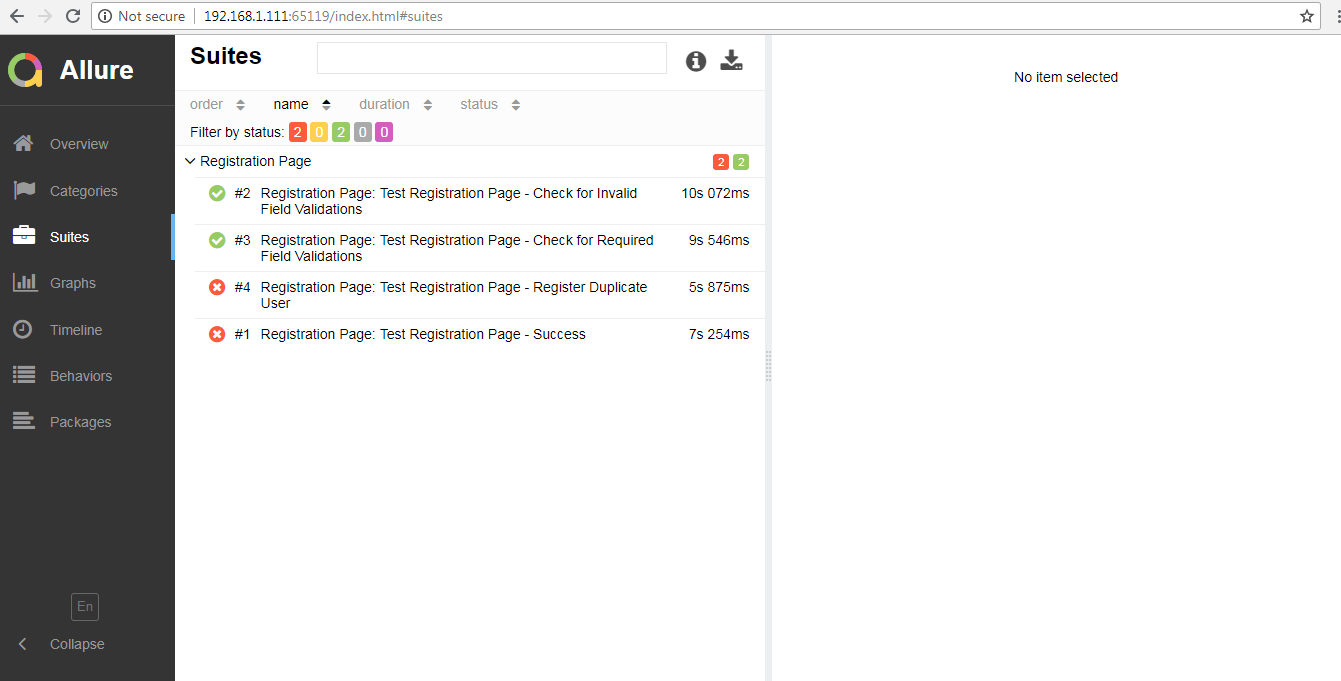 Not secure | 192.168.1.111:65119/index.html#suites
Allure
Overview
Categories
Suites
Graphs
Timeline
Behaviors
Packages
En
Collapse
Suites
order name duration status
Filter by status: 2 0 2 0 0
Registration Page 2 2
#2 Registration Page: Test Registration Page - Check for Invalid 10s 072ms
Field Validations
#3 Registration Page: Test Registration Page - Check for Required 9s 546ms
Field Validations
#4 Registration Page: Test Registration Page - Register Duplicate 5s 875ms
User
#1 Registration Page: Test Registration Page - Success 7s 254ms
No item selected